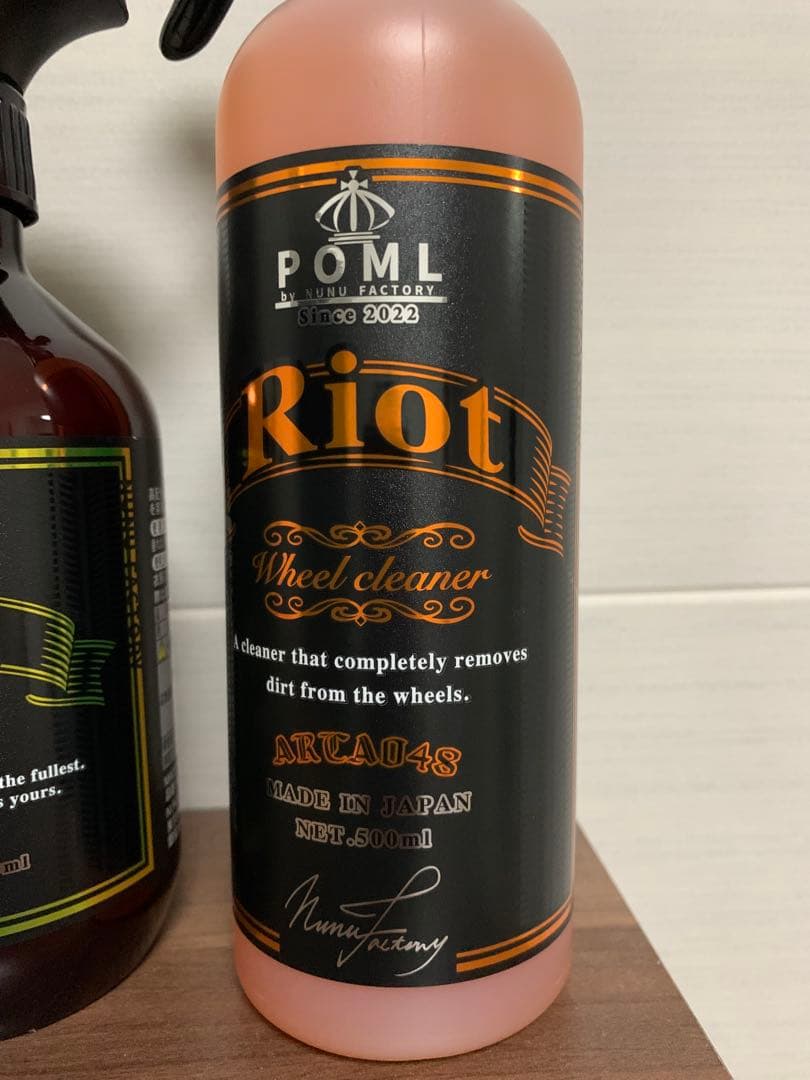 POML
by NUNU FACTORY
Since 2022
Riot
Wheel cleaner
A cleaner that completely removes
dirt from the wheels.
ARTA048
MADE IN JAPAN
NET.500ml
Nunu Factory
the fullest.
yours.
ml